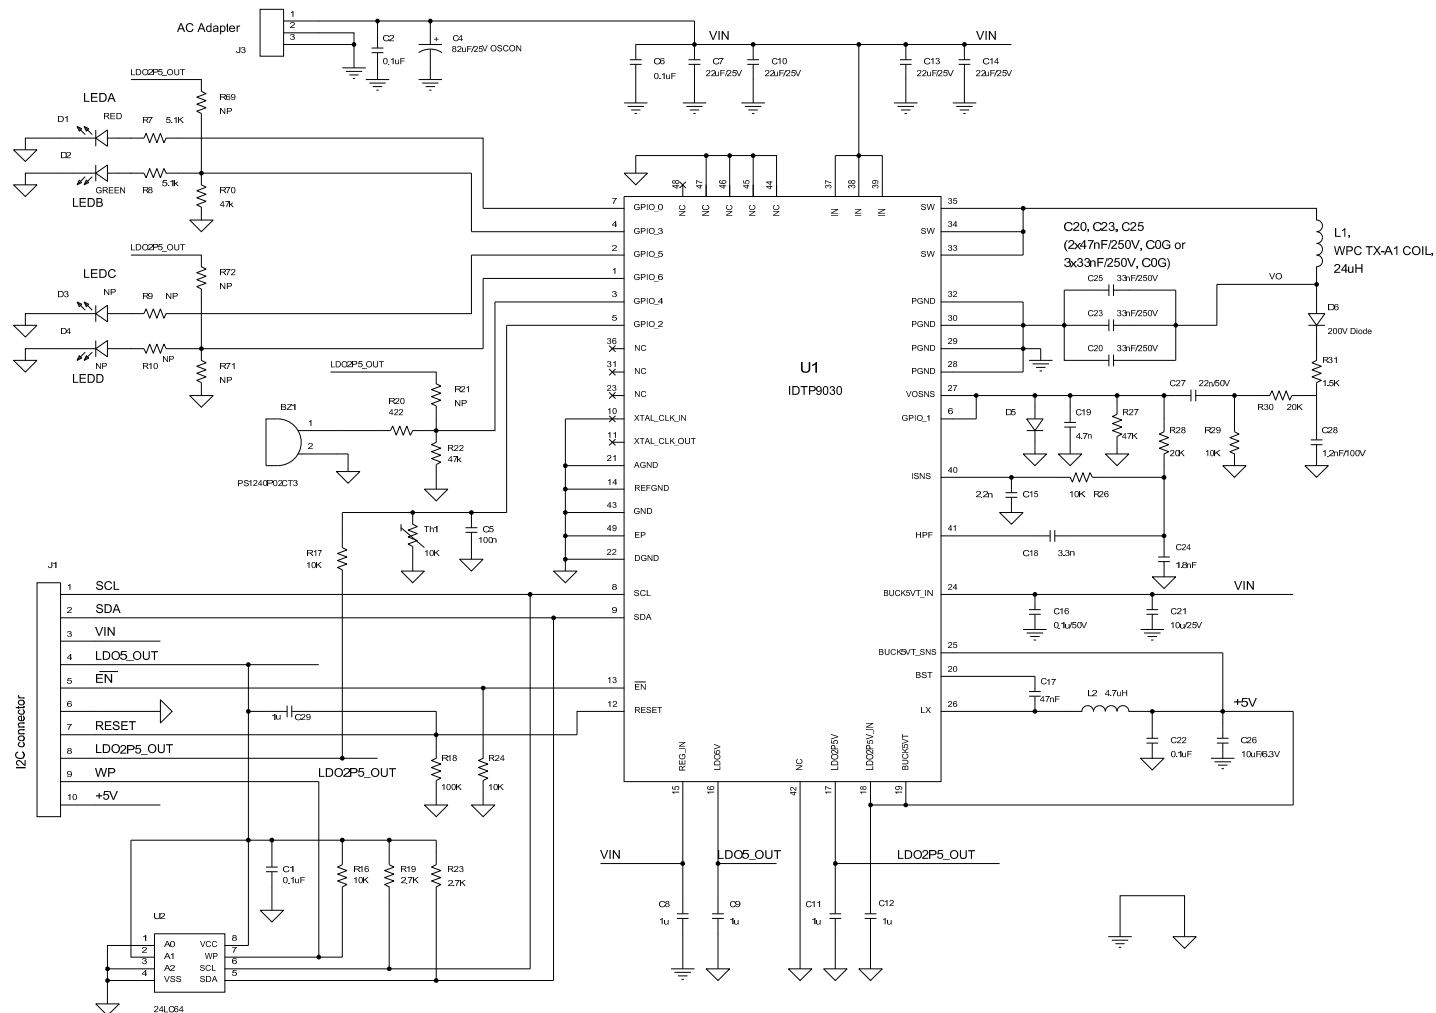 AC Adapter
1
2
3
J3
C2
0.1uF
C4
+
82uF/25V OSCON
VIN
VIN
C6
0.1uF
C7
22uF/25V
C10
22uF/25V
C13
22uF/25V
C14
22uF/25V
LDO2P5_OUT
R69
NP
LEDA
D1
RED
R7
5.1K
D2
GREEN
R8
5.1k
LEDB
R70
47k
LDO2P5_OUT
R72
NP
LEDC
D3
NP
R9
NP
D4
NP
R10
NP
LEDD
R71
NP
LDO2P5_OUT
R21
NP
BZ1
1
2
R20
422
R22
47k
PS1240P02CT3
R17
10K
Th1
10K
C5
100n
U1
IDTP9030
7 GPIO_0
4 GPIO_3
2 GPIO_5
1 GPIO_6
3 GPIO_4
5 GPIO_2
36 NC
31 NC
23 NC
10 XTAL_CLK_IN
11 XTAL_CLK_OUT
21 AGND
14 REFGND
43 GND
49 EP
22 DGND
8 SCL
9 SDA
13 EN
12 RESET
48 NC
47 NC
46 NC
45 NC
44 NC
37 IN
38 IN
39 IN
SW 35
SW 34
SW 33
PGND 32
PGND 30
PGND 29
PGND 28
VOSNS 27
GPIO_1 6
ISNS 40
HPF 41
BUCK5VT_IN 24
BUCK5VT_SNS 25
BST 20
LX 26
REG_IN 15
LDO5V 16
NC 42
LDO2P5V 17
LDO2P5V_IN 18
BUCK5VT 19
C20, C23, C25
(2x47nF/250V, C0G or
3x33nF/250V, C0G)
C25
33nF/250V
C23
33nF/250V
C20
33nF/250V
VO
L1,
WPC TX-A1 COIL,
24uH
D6
200V Diode
R31
1.5K
C27
22n/50V
R30
20K
C28
1.2nF/100V
D5
C19
4.7n
R27
47K
R28
20K
R29
10K
2.2n
C15
10K
R26
C18
3.3n
C24
1.8nF
VIN
C16
0.1u/50V
C21
10u/25V
C17
47nF
L2
4.7uH
+5V
C22
0.1uF
C26
10uF/6.3V
J1
I2C connector
1 SCL
2 SDA
3 VIN
4 LDO5_OUT
5 EN
6
7 RESET
8 LDO2P5_OUT
9 WP
10 +5V
1u
C29
LDO2P5_OUT
R18
100K
R24
10K
C1
0.1uF
R16
10K
R19
2.7K
R23
2.7K
U2
1 A0
2 A1
3 A2
4 VSS
VCC 8
WP 7
SCL 6
SDA 5
24LC64
VIN
LDO5_OUT
LDO2P5_OUT
C8
1u
C9
1u
C11
1u
C12
1u